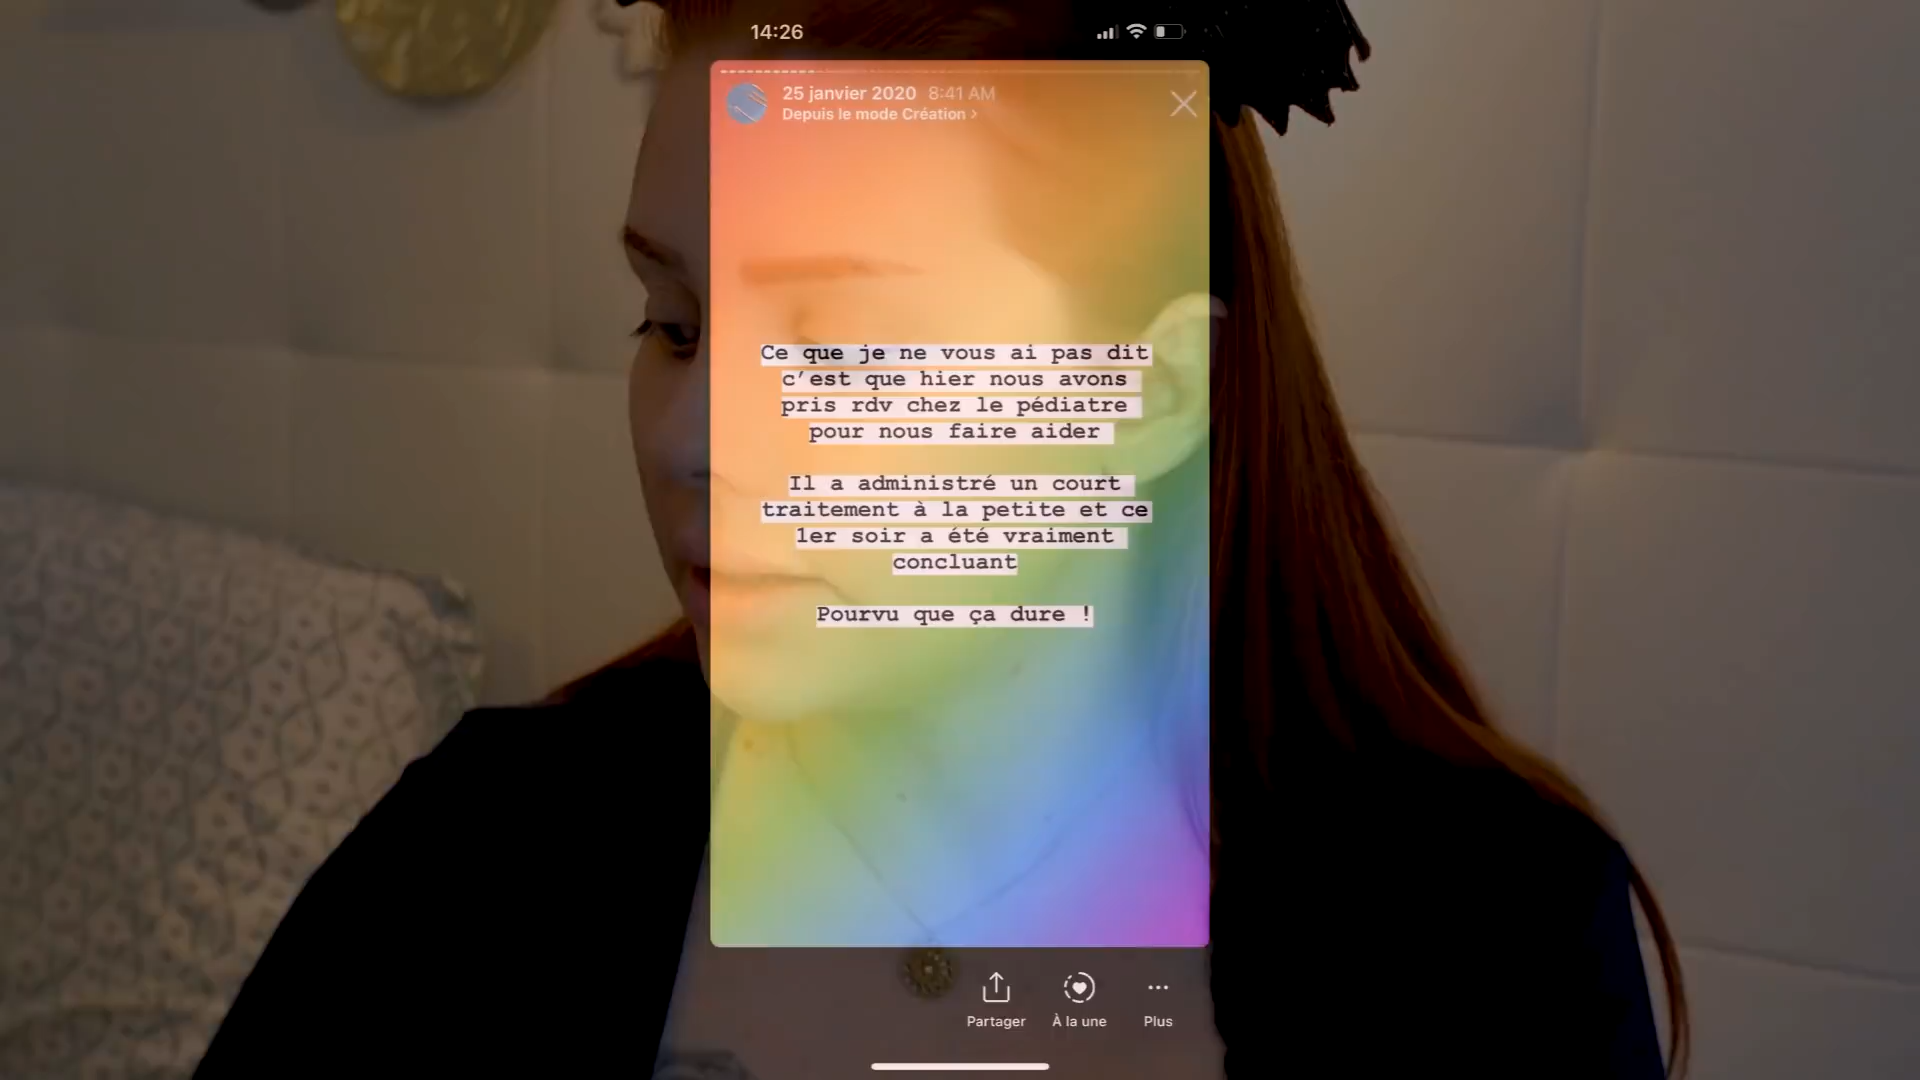 14:26
25 janvier 2020 8:41 AM
Depuis le mode Création >
Ce que je ne vous ai pas dit
c’est que hier nous avons
pris rdv chez le pédiatre
pour nous faire aider
Il a administré un court
traitement à la petite et ce
1er soir a été vraiment
concluant
Pourvu que ça dure !
Partager À la une Plus